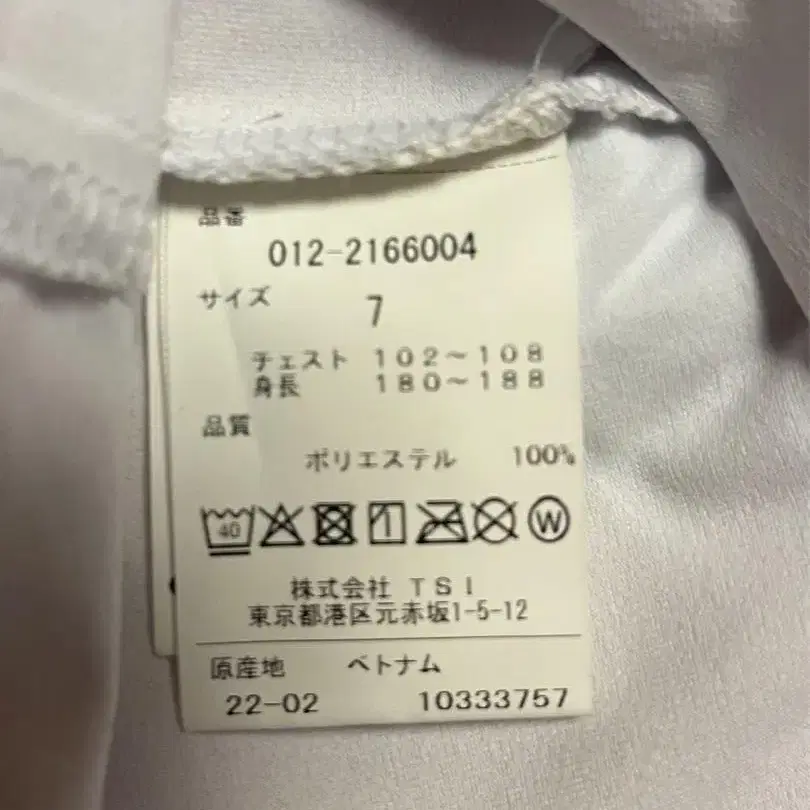 品番
012-2166004
サイズ
7
チェスト 102～108
身長 180～188
品質
ポリエステル 100%
40 W
株式会社 TSI
東京都港区元赤坂1-5-12
原産地 ベトナム
22-02 10333757